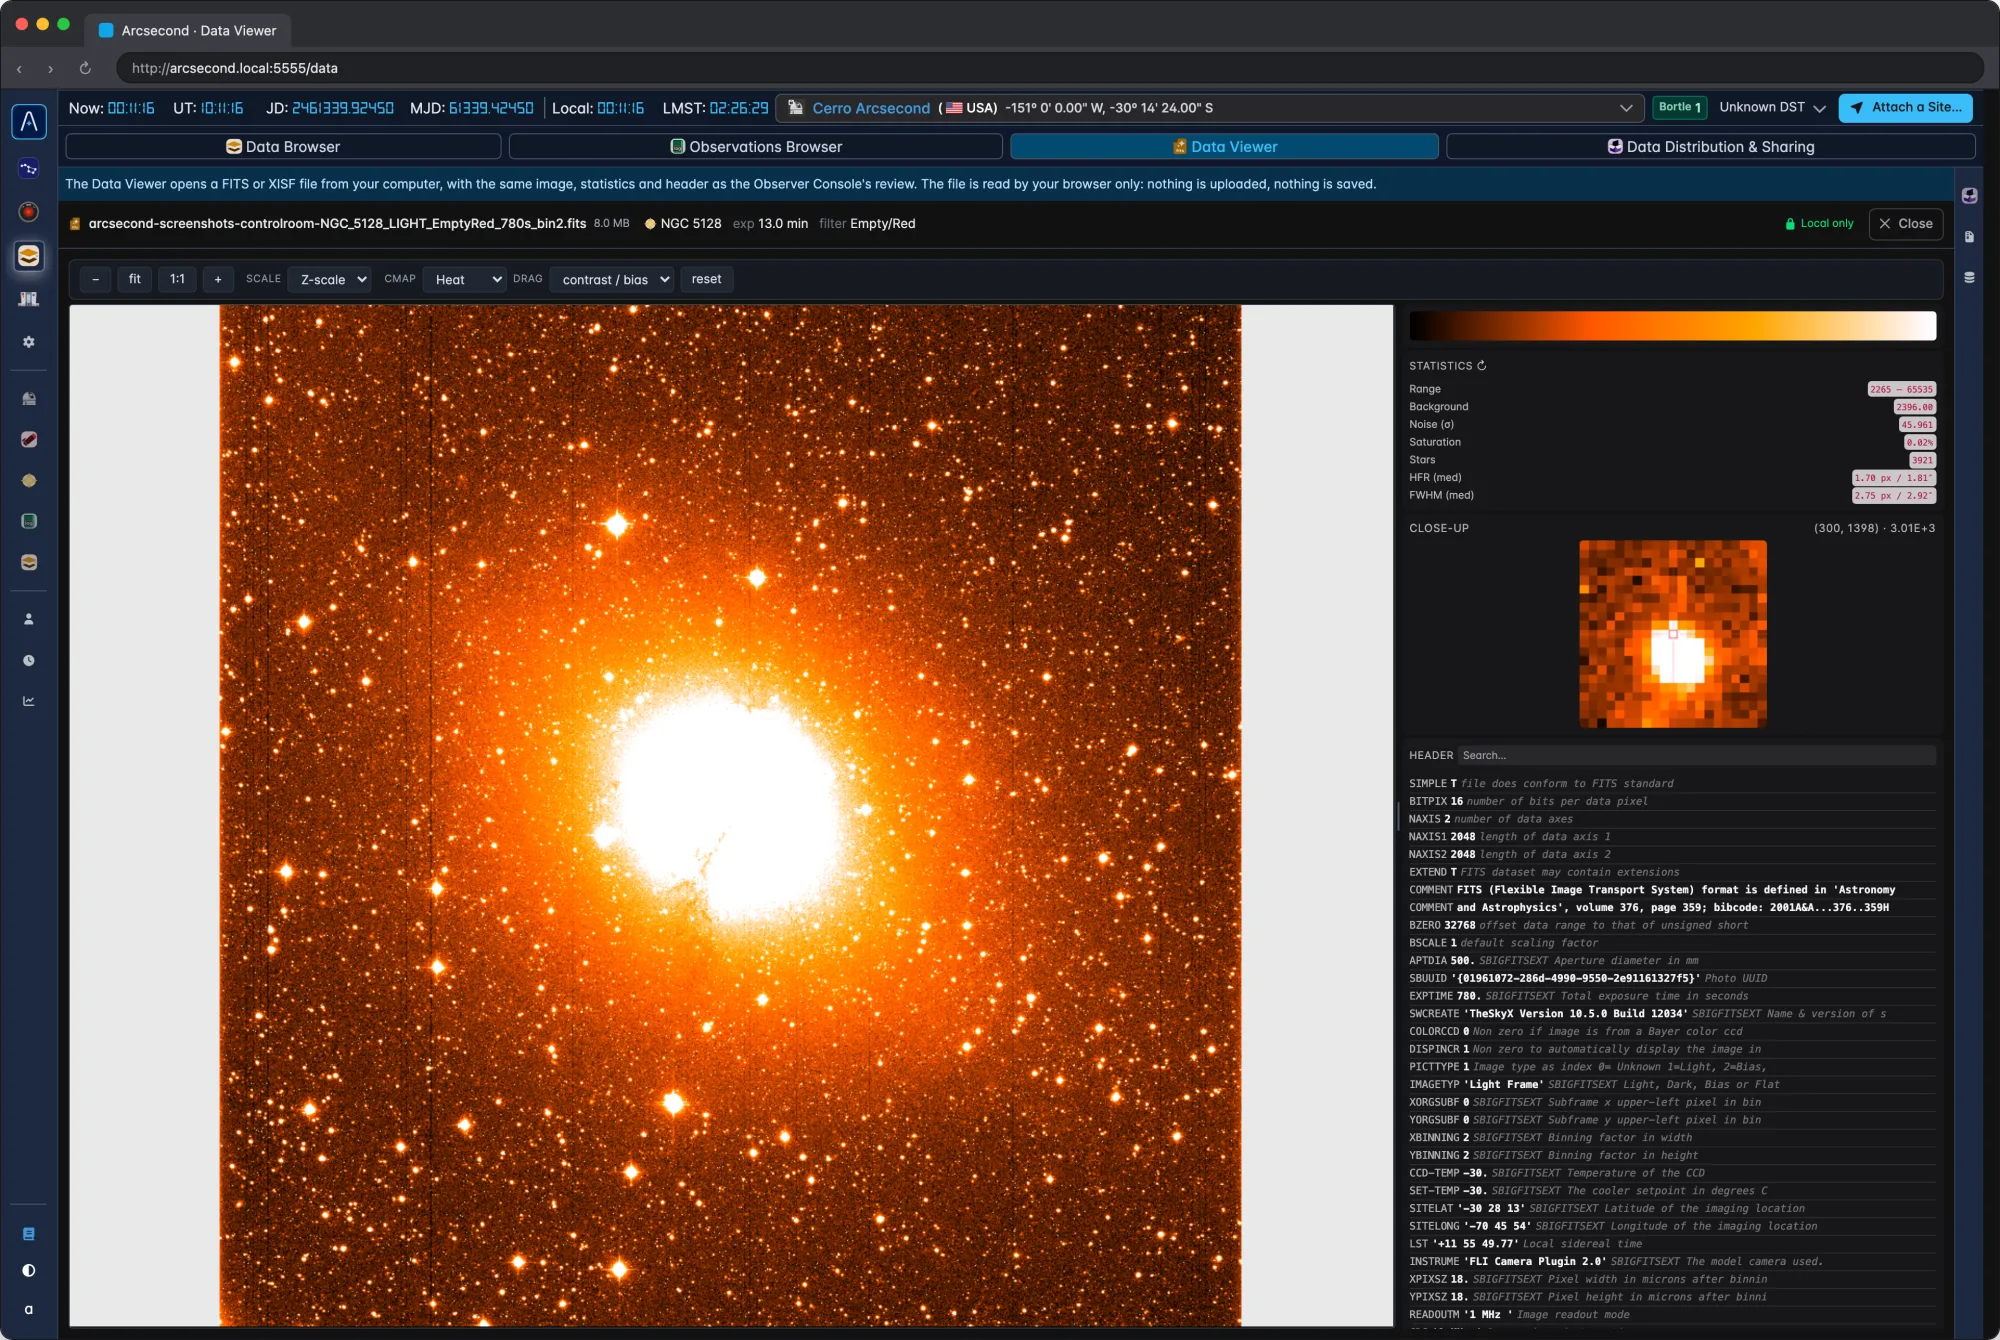 Arcsecond · Data Viewer
http://arcsecond.local:5555/data
Now: 00:11:16 UT: 10:11:16 JD: 2461339.92450 MJD: 61339.42450 Local: 00:11:16 LMST: 02:26:29 Cerro Arcsecond ( USA) -151° 0' 0.00" W, -30° 14' 24.00" S Bortle 1 Unknown DST Attach a Site...
Data Browser Observations Browser Data Viewer Data Distribution & Sharing
The Data Viewer opens a FITS or XISF file from your computer, with the same image, statistics and header as the Observer Console's review. The file is read by your browser only: nothing is uploaded, nothing is saved.
arcsecond-screenshots-controlroom-NGC_5128_LIGHT_EmptyRed_780s_bin2.fits 8.0 MB NGC 5128 exp 13.0 min filter Empty/Red Local only Close
− fit 1:1 + SCALE Z-scale CMAP Heat DRAG contrast / bias reset
STATISTICS
Range 2265 — 65535
Background 2396.00
Noise (σ) 45.961
Saturation 0.02%
Stars 3921
HFR (med) 1.70 px / 1.81"
FWHM (med) 2.75 px / 2.92"
CLOSE-UP (300, 1398) · 3.01E+3
HEADER Search...
SIMPLE T file does conform to FITS standard
BITPIX 16 number of bits per data pixel
NAXIS 2 number of data axes
NAXIS1 2048 length of data axis 1
NAXIS2 2048 length of data axis 2
EXTEND T FITS dataset may contain extensions
COMMENT FITS (Flexible Image Transport System) format is defined in 'Astronomy
COMMENT and Astrophysics', volume 376, page 359; bibcode: 2001A&A...376..359H
BZERO 32768 offset data range to that of unsigned short
BSCALE 1 default scaling factor
APTDIA 500. SBIGFITSEXT Aperture diameter in mm
SBUUID '{01961072-286d-4990-9550-2e91161327f5}' Photo UUID
EXPTIME 780. SBIGFITSEXT Total exposure time in seconds
SWCREATE 'TheSkyX Version 10.5.0 Build 12034' SBIGFITSEXT Name & version of s
COLORCCD 0 Non zero if image is from a Bayer color ccd
DISPINCR 1 Non zero to automatically display the image in
PICTTYPE 1 Image type as index 0= Unknown 1=Light, 2=Bias,
IMAGETYP 'Light Frame' SBIGFITSEXT Light, Dark, Bias or Flat
XORGSUBF 0 SBIGFITSEXT Subframe x upper-left pixel in bin
YORGSUBF 0 SBIGFITSEXT Subframe y upper-left pixel in bin
XBINNING 2 SBIGFITSEXT Binning factor in width
YBINNING 2 SBIGFITSEXT Binning factor in height
CCD-TEMP -30. SBIGFITSEXT Temperature of the CCD
SET-TEMP -30. SBIGFITSEXT The cooler setpoint in degrees C
SITELAT '-30 28 13' SBIGFITSEXT Latitude of the imaging location
SITELONG '-70 45 54' SBIGFITSEXT Longitude of the imaging location
LST '+11 55 49.77' Local sidereal time
INSTRUME 'FLI Camera Plugin 2.0' SBIGFITSEXT The model camera used.
XPIXSZ 18. SBIGFITSEXT Pixel width in microns after binnin
YPIXSZ 18. SBIGFITSEXT Pixel height in microns after binni
READOUTM '1 MHz ' Image readout mode
a